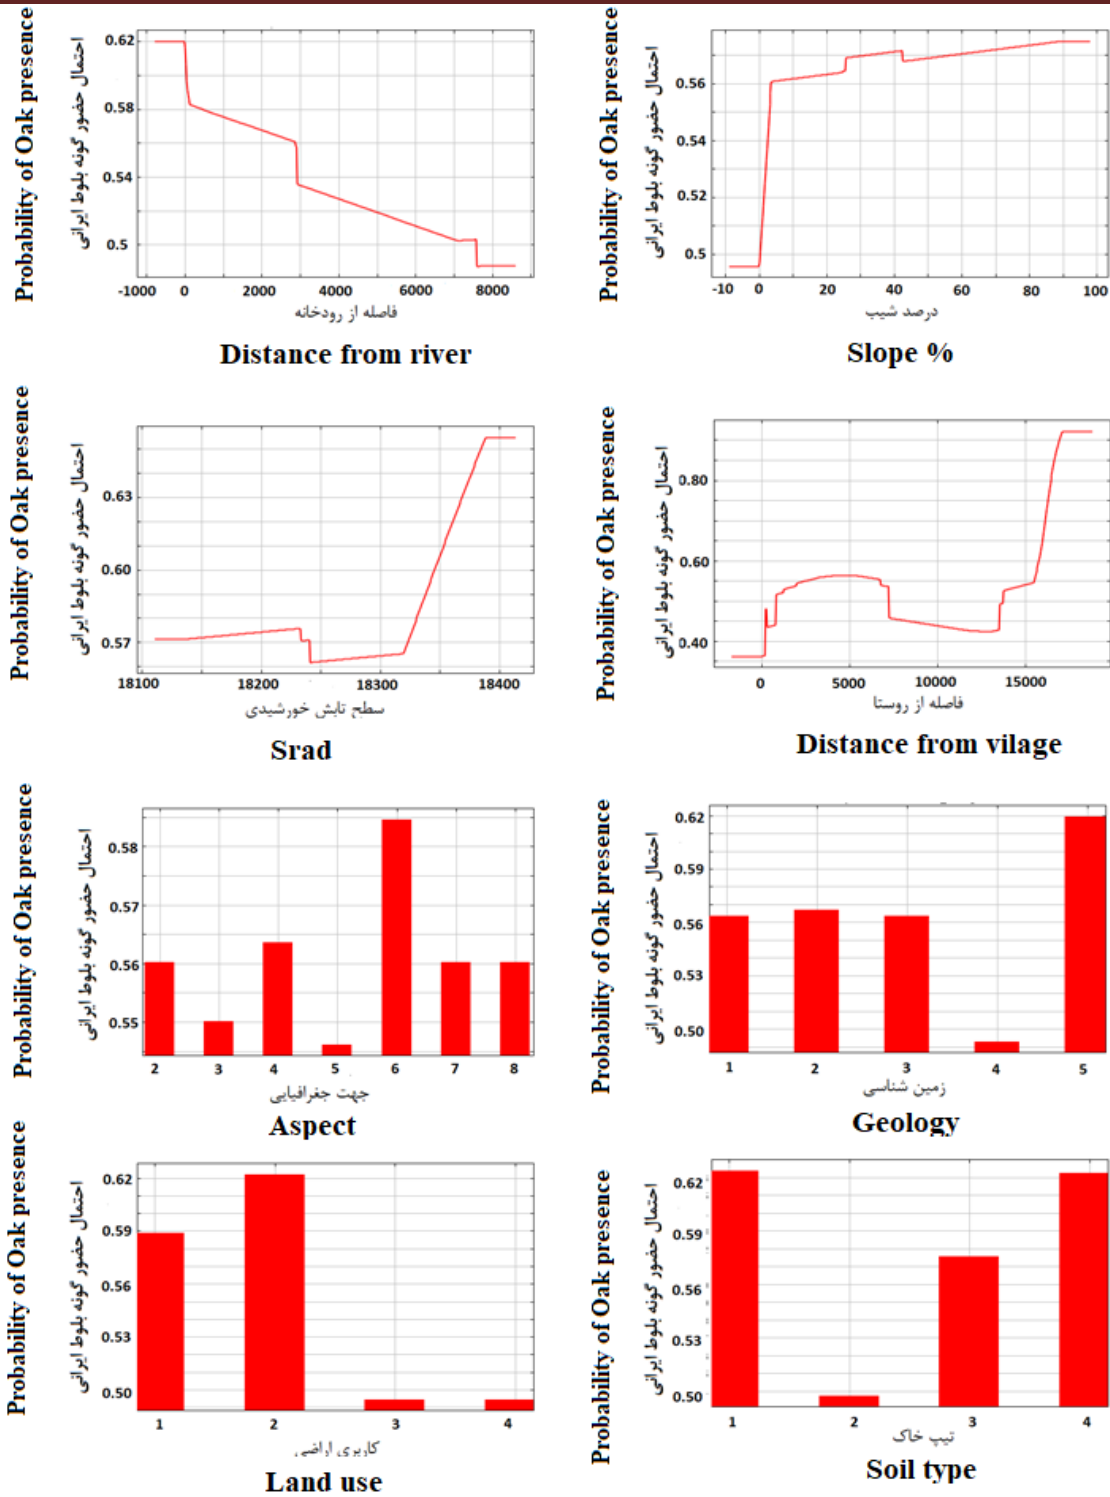 Probability of Oak presence
احتمال حضور گونه بلوط ایرانی
0.62
0.58
0.54
0.5
-1000 0 2000 4000 6000 8000
فاصله از رودخانه
Distance from river
Probability of Oak presence
احتمال حضور گونه بلوط ایرانی
0.56
0.54
0.52
0.5
-10 0 20 40 60 80 100
درصد شیب
Slope %
Probability of Oak presence
احتمال حضور گونه بلوط ایرانی
0.63
0.60
0.57
18100 18200 18300 18400
سطح تابش خورشیدی
Srad
Probability of Oak presence
احتمال حضور گونه بلوط ایرانی
0.80
0.60
0.40
0 5000 10000 15000
فاصله از روستا
Distance from vilage
Probability of Oak presence
احتمال حضور گونه بلوط ایرانی
0.58
0.57
0.56
0.55
2 3 4 5 6 7 8
جهت جغرافیایی
Aspect
Probability of Oak presence
احتمال حضور گونه بلوط ایرانی
0.62
0.59
0.56
0.53
0.50
1 2 3 4 5
زمین شناسی
Geology
Probability of Oak presence
احتمال حضور گونه بلوط ایرانی
0.62
0.59
0.56
0.53
0.50
1 2 3 4
کاربری اراضی
Land use
Probability of Oak presence
احتمال حضور گونه بلوط ایرانی
0.62
0.59
0.56
0.53
0.50
1 2 3 4
تیپ خاک
Soil type